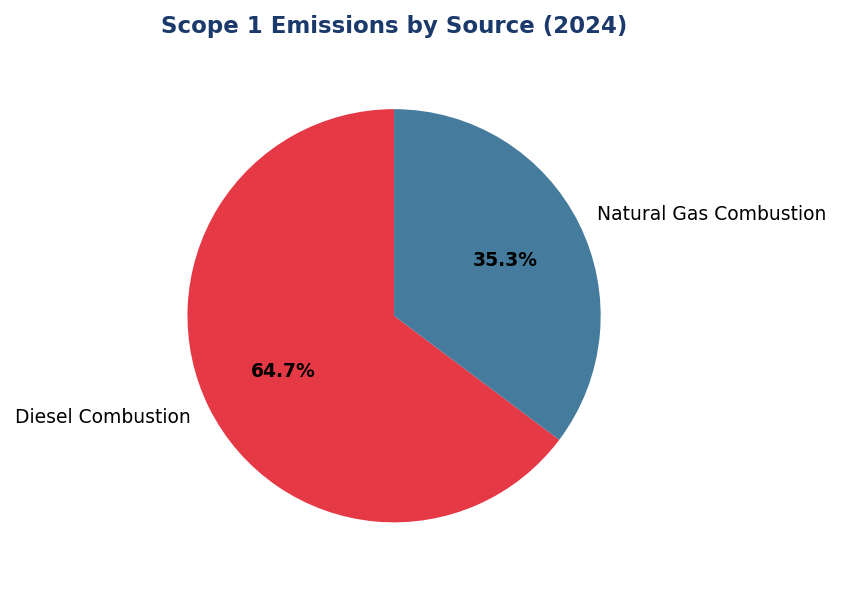 Scope 1 Emissions by Source (2024)
Natural Gas Combustion
35.3%
64.7%
Diesel Combustion